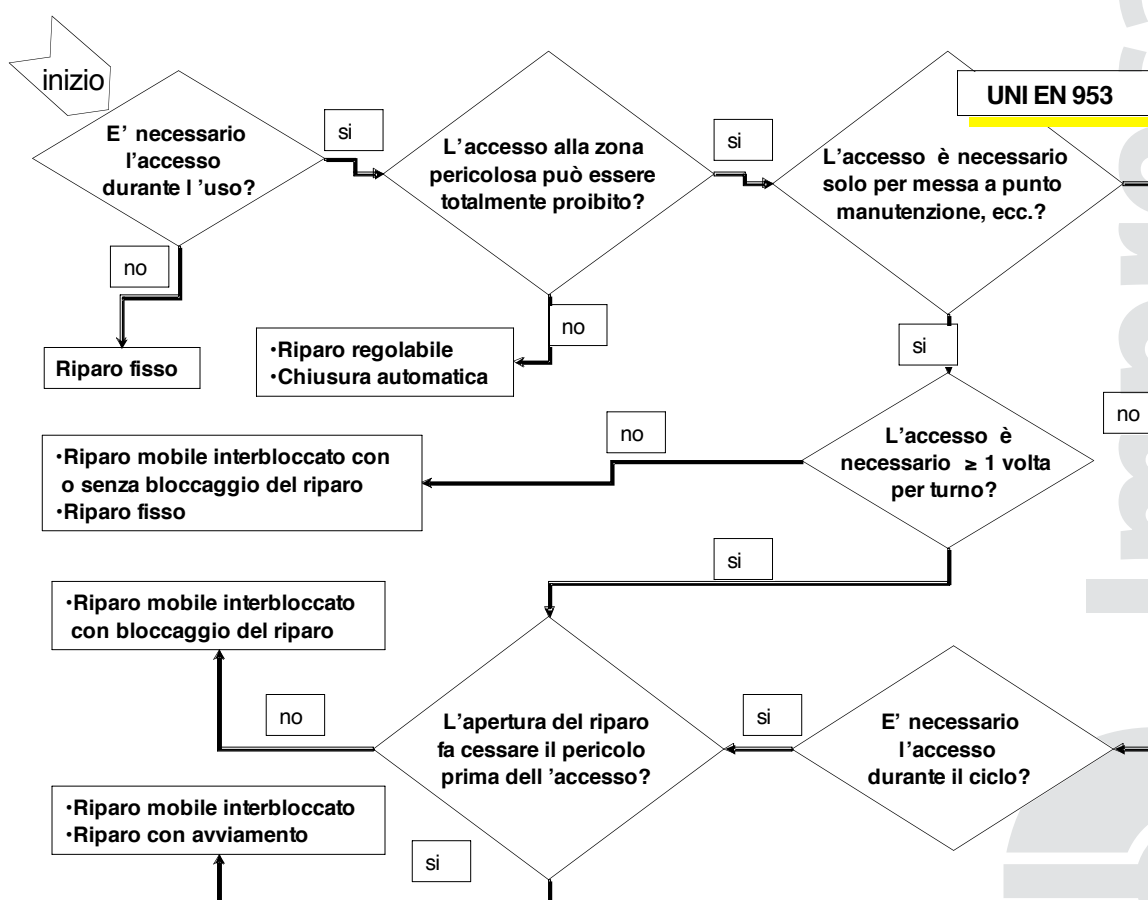 inizio
UNI EN 953
E’ necessario
l’accesso
durante l ’uso?
si
L’accesso alla zona
pericolosa può essere
totalmente proibito?
si
L’accesso è necessario
solo per messa a punto
manutenzione, ecc.?
no
Riparo fisso
no
•Riparo regolabile
•Chiusura automatica
si
no
L’accesso è
necessario ≥ 1 volta
per turno?
no
•Riparo mobile interbloccato con
o senza bloccaggio del riparo
•Riparo fisso
si
•Riparo mobile interbloccato
con bloccaggio del riparo
no
L’apertura del riparo
fa cessare il pericolo
prima dell ’accesso?
si
E’ necessario
l’accesso
durante il ciclo?
•Riparo mobile interbloccato
•Riparo con avviamento
si